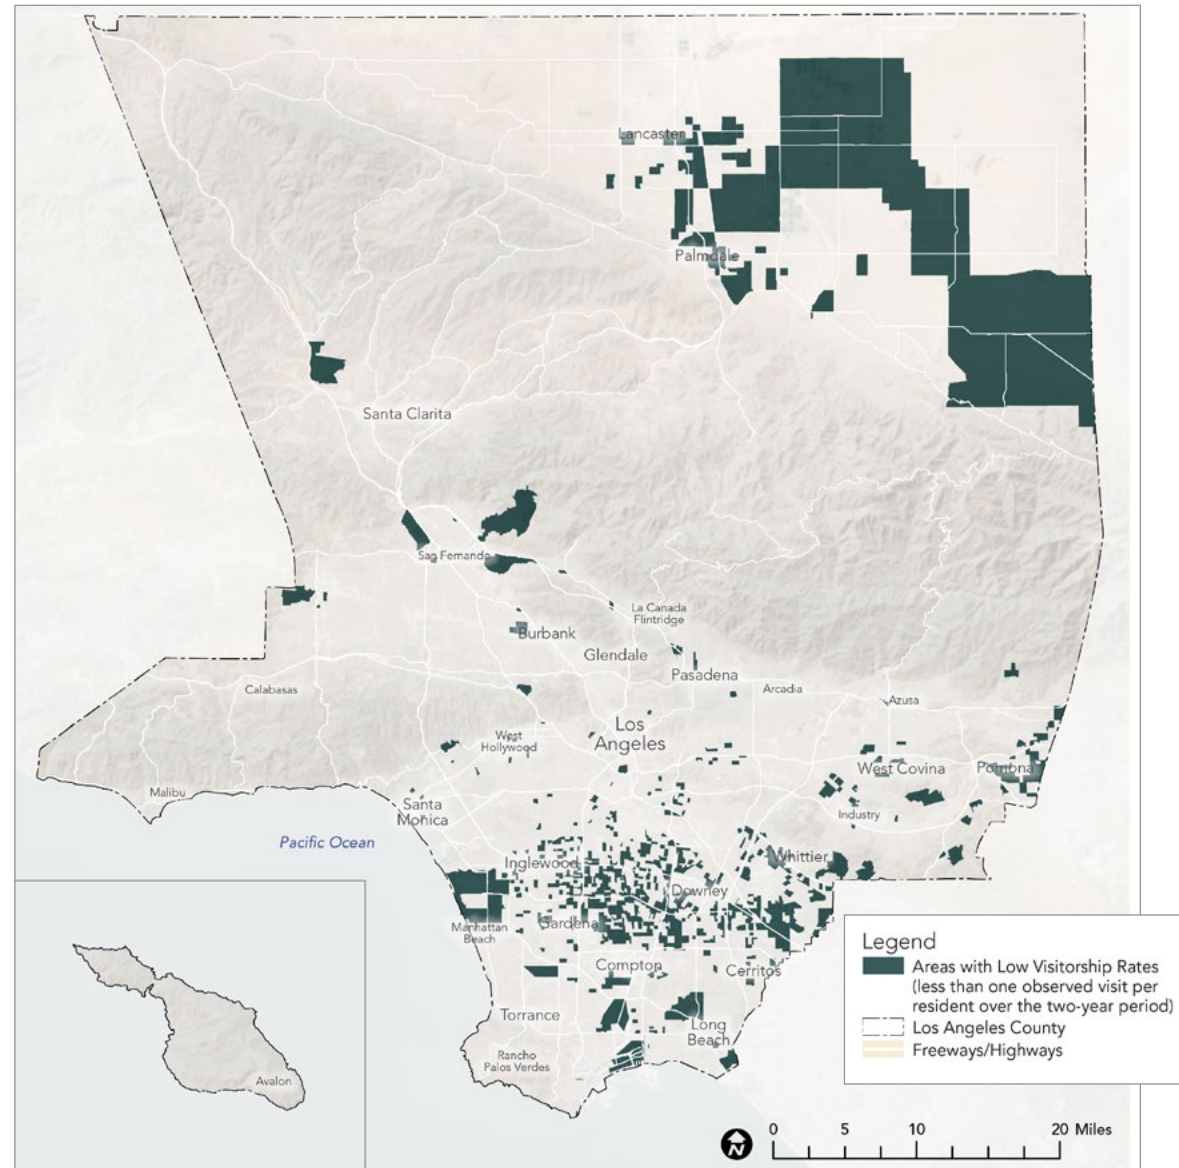 Lancaster
Palmdale
Santa Clarita
San Fernando
La Canada
Flintridge
Burbank
Glendale
Pasadena
Calabasas
Arcadia
Azusa
Los
Angeles
West
Hollywood
West Covina
Pomona
Malibu
Santa
Monica
Industry
Pacific Ocean
Inglewood
Whittier
Downey
Manhattan
Beach
Gardena
Compton
Cerritos
Torrance
Long
Beach
Rancho
Palos Verdes
Avalon
Legend
Areas with Low Visitorship Rates
(less than one observed visit per
resident over the two-year period)
Los Angeles County
Freeways/Highways
N
0 5 10 20 Miles